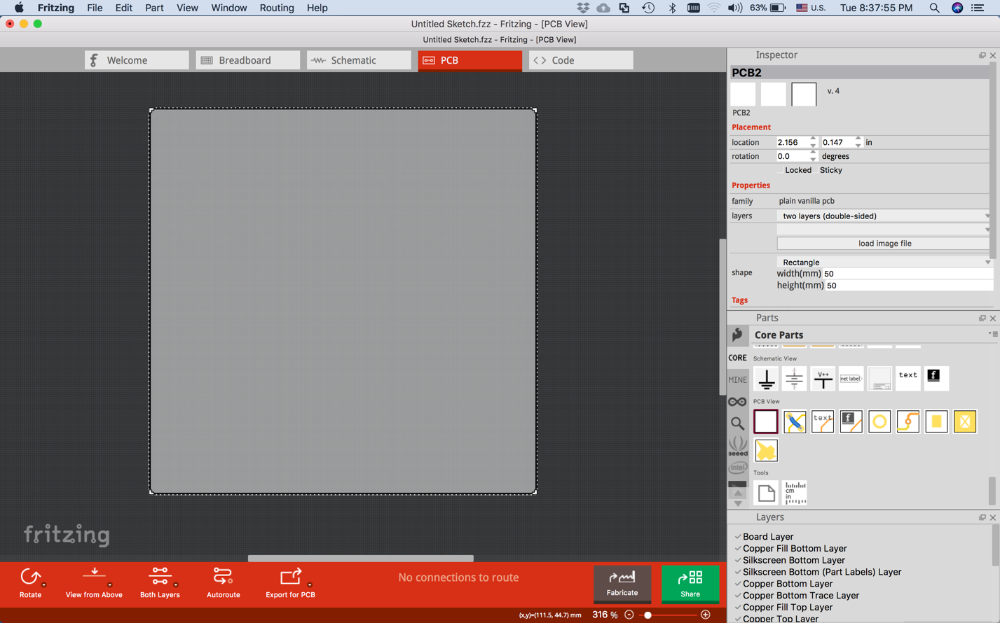 Fritzing File Edit Part View Window Routing Help 63% U.S. Tue 8:37:55 PM
Untitled Sketch.fzz - Fritzing - [PCB View]
Untitled Sketch.fzz - Fritzing - [PCB View]
Welcome Breadboard Schematic PCB Code
Inspector
PCB2
v. 4
PCB2
Placement
location 2.156 0.147 in
rotation 0.0 degrees
Locked Sticky
Properties
family plain vanilla pcb
layers two layers (double-sided)
load image file
shape Rectangle
width(mm) 50
height(mm) 50
Tags
Parts
Core Parts
CORE
MINE
seeed
intel
Schematic View
V++ net label text
PCB View
text
Tools
cm
in
Layers
Board Layer
Copper Fill Bottom Layer
Silkscreen Bottom Layer
Silkscreen Bottom (Part Labels) Layer
Copper Bottom Layer
Copper Bottom Trace Layer
Copper Fill Top Layer
Copper Top Layer
fritzing
Rotate View from Above Both Layers Autoroute Export for PCB
No connections to route
Fabricate Share
(x,y)=(111.5, 44.7) mm 316 %